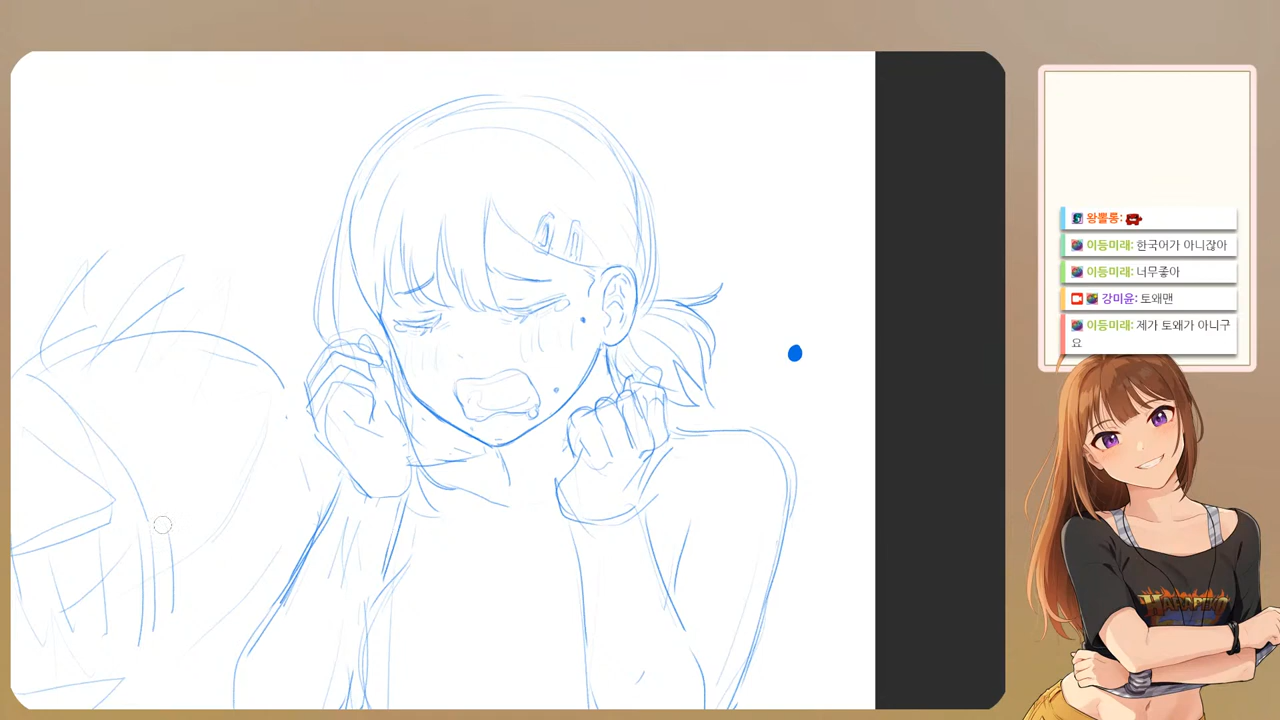 왕뿔통:
이등미래: 한국어가 아니잖아
이등미래: 너무좋아
강미윤: 토왜맨
이등미래: 제가 토왜가 아니구
요